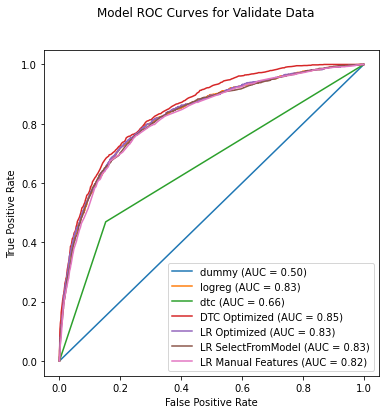 Model ROC Curves for Validate Data
1.0
0.8
0.6
0.4
0.2
0.0
True Positive Rate
dummy (AUC = 0.50)
logreg (AUC = 0.83)
dtc (AUC = 0.66)
DTC Optimized (AUC = 0.85)
LR Optimized (AUC = 0.83)
LR SelectFromModel (AUC = 0.83)
LR Manual Features (AUC = 0.82)
0.0 0.2 0.4 0.6 0.8 1.0
False Positive Rate